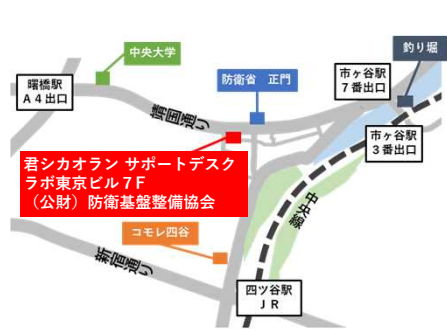 釣り堀
中央大学
市ヶ谷駅
７番出口
防衛省　正門
曙橋駅
Ａ４出口
靖国通り
市ヶ谷駅
３番出口
君シカオラン サポートデスク
ラポ東京ビル７F
（公財）防衛基盤整備協会
中央線
コモレ四谷
新宿通り
四ツ谷駅
ＪＲ